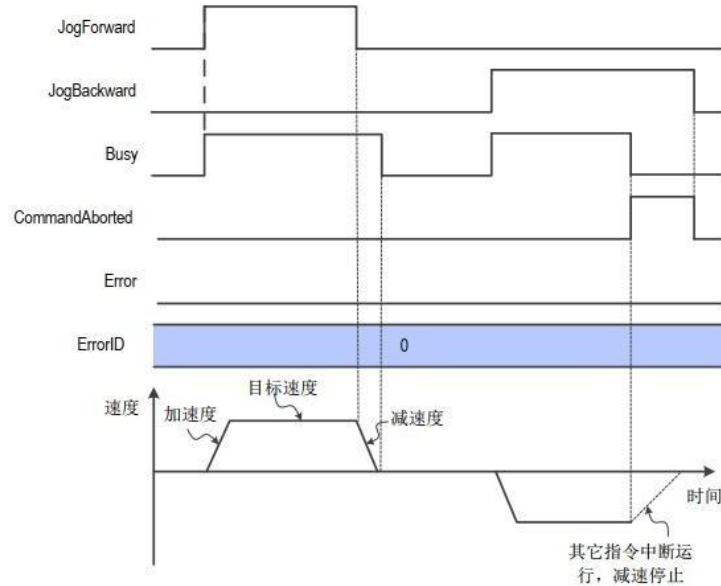 JogForward
JogBackward
Busy
CommandAborted
Error
ErrorID
0
速度
加速度
目标速度
减速度
时间
其它指令中断运
行，减速停止